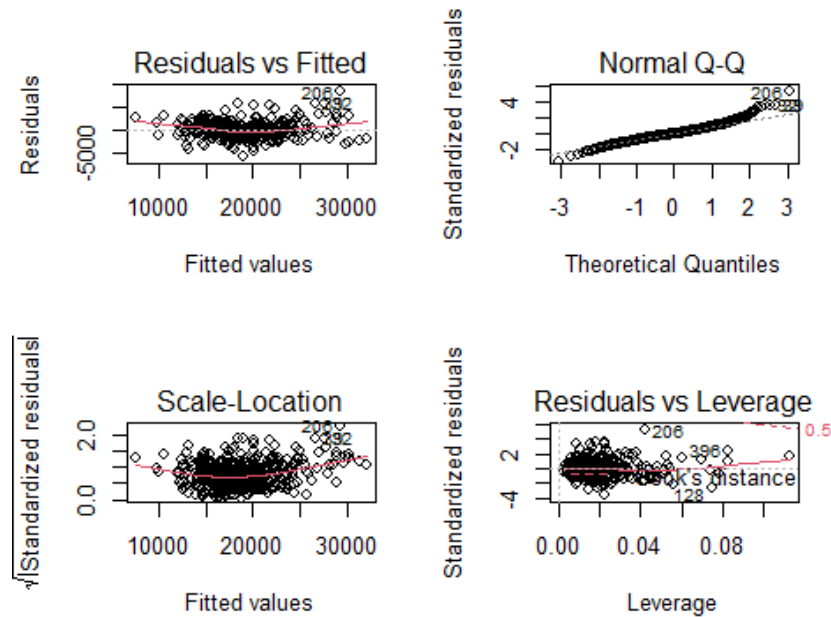 Residuals vs Fitted
Residuals
-5000
206
292
10000 20000 30000
Fitted values
Normal Q-Q
Standardized residuals
-2 4
206
-3 -1 0 1 2 3
Theoretical Quantiles
Scale-Location
√|Standardized residuals|
0.0 2.0
206
292
10000 20000 30000
Fitted values
Residuals vs Leverage
Standardized residuals
-4 2
206
396
128
Cook's distance
0.5
0.00 0.04 0.08
Leverage